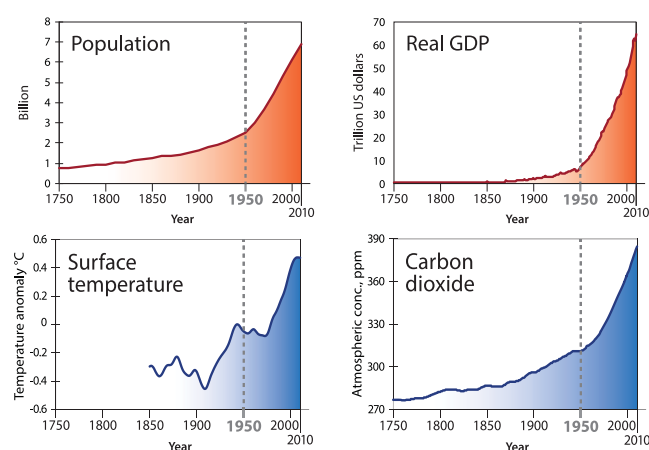 Population
Billion
8
7
6
5
4
3
2
1
0
1750 1800 1850 1900 1950 2000
2010
Year
Real GDP
Trillion US dollars
70
60
50
40
30
20
10
0
1750 1800 1850 1900 1950 2000
2010
Year
Surface
temperature
Temperature anomaly °C
0.6
0.4
0.2
0
-0.2
-0.4
-0.6
1750 1800 1850 1900 1950 2000
2010
Year
Carbon
dioxide
Atmospheric conc., ppm
390
360
330
300
270
1750 1800 1850 1900 1950 2000
2010
Year